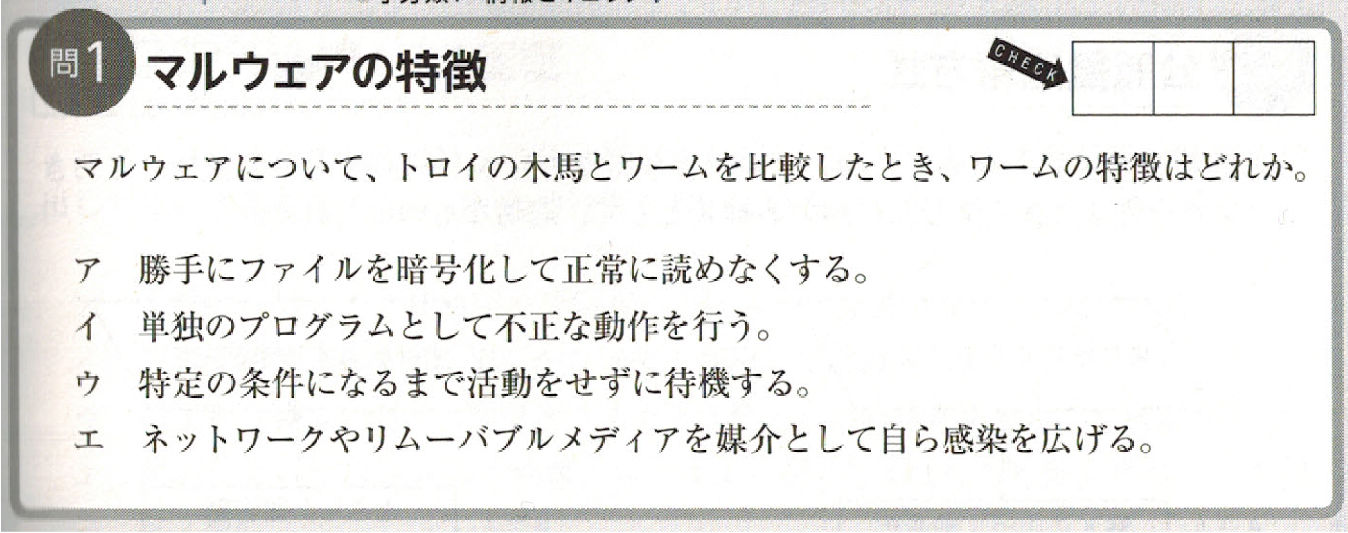 問1 マルウェアの特徴
CHECK
マルウェアについて、トロイの木馬とワームを比較したとき、ワームの特徴はどれか。
ア 勝手にファイルを暗号化して正常に読めなくする。
イ 単独のプログラムとして不正な動作を行う。
ウ 特定の条件になるまで活動をせずに待機する。
エ ネットワークやリムーバブルメディアを媒介として自ら感染を広げる。